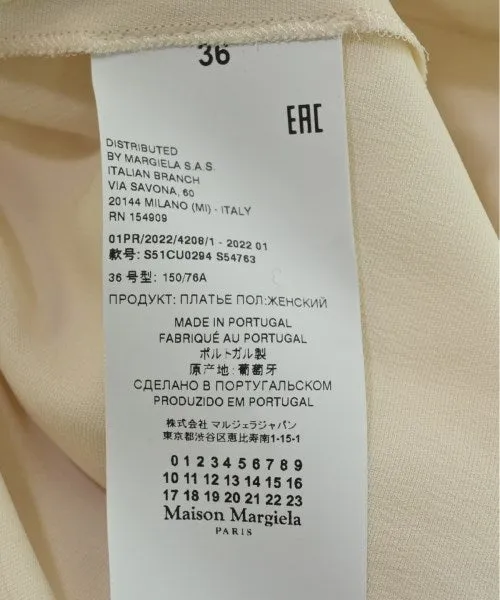 36
EAC
DISTRIBUTED
BY MARGIELA S.A.S.
ITALIAN BRANCH
VIA SAVONA, 60
20144 MILANO (MI) - ITALY
RN 154909
01PR/2022/4208/1 - 2022 01
款号: S51CU0294 S54763
36 号型: 150/76A
ПРОДУКТ: ПЛАТЬЕ ПОЛ:ЖЕНСКИЙ
MADE IN PORTUGAL
FABRIQUÉ AU PORTUGAL
ポルトガル製
原产地: 葡萄牙
СДЕЛАНО В ПОРТУГАЛЬСКОМ
PRODUZIDO EM PORTUGAL
株式会社 マルジェラジャパン
東京都渋谷区恵比寿南1-15-1
0 1 2 3 4 5 6 7 8 9
10 11 12 13 14 15 16
17 18 19 20 21 22 23
Maison Margiela
PARIS